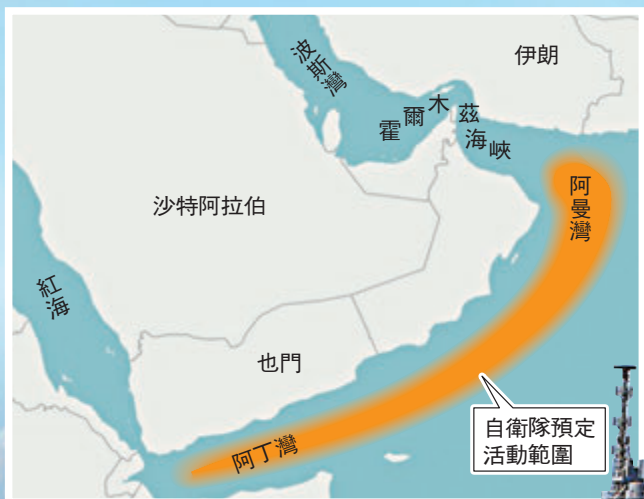 波斯灣
伊朗
霍爾木茲海峽
阿曼灣
沙特阿拉伯
紅海
也門
阿丁灣
自衛隊預定
活動範圍